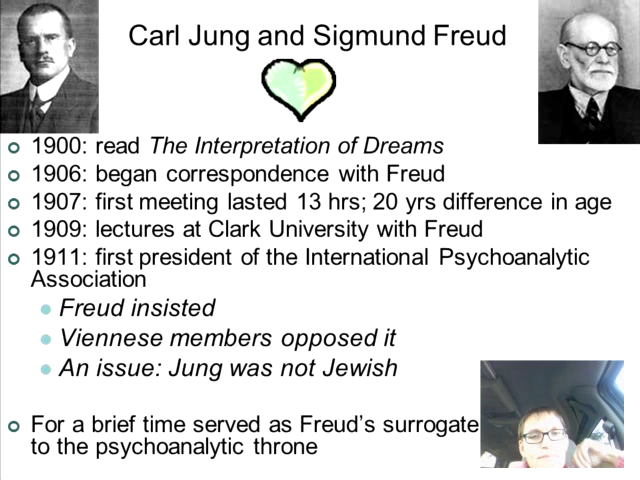 Carl Jung and Sigmund Freud
1900: read The Interpretation of Dreams
1906: began correspondence with Freud
1907: first meeting lasted 13 hrs; 20 yrs difference in age
1909: lectures at Clark University with Freud
1911: first president of the International Psychoanalytic
Association
Freud insisted
Viennese members opposed it
An issue: Jung was not Jewish
For a brief time served as Freud's surrogate
to the psychoanalytic throne